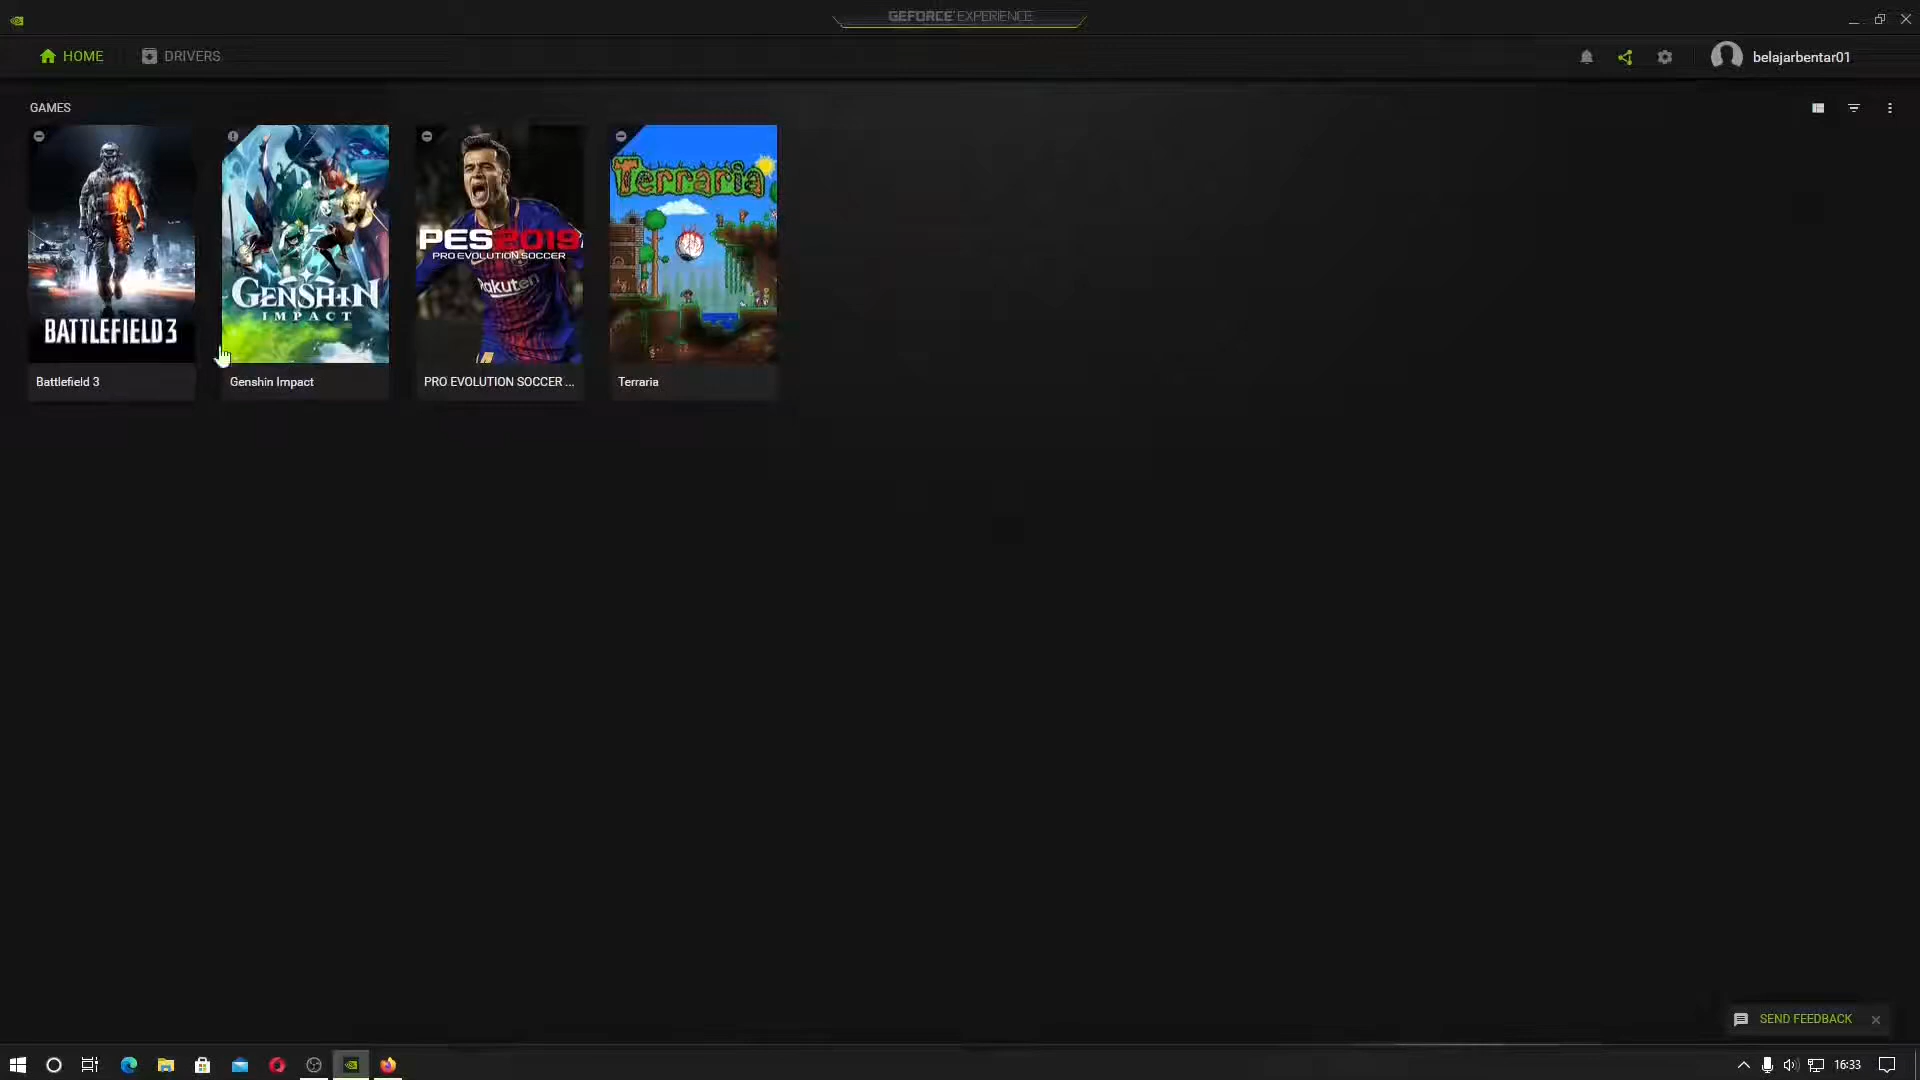 GEFORCE EXPERIENCE
HOME
DRIVERS
belajarbentar01
GAMES
BATTLEFIELD 3
GENSHIN
IMPACT
PES2019
PRO EVOLUTION SOCCER
Rakuten
Terraria
Battlefield 3
Genshin Impact
PRO EVOLUTION SOCCER ...
Terraria
SEND FEEDBACK
16:33